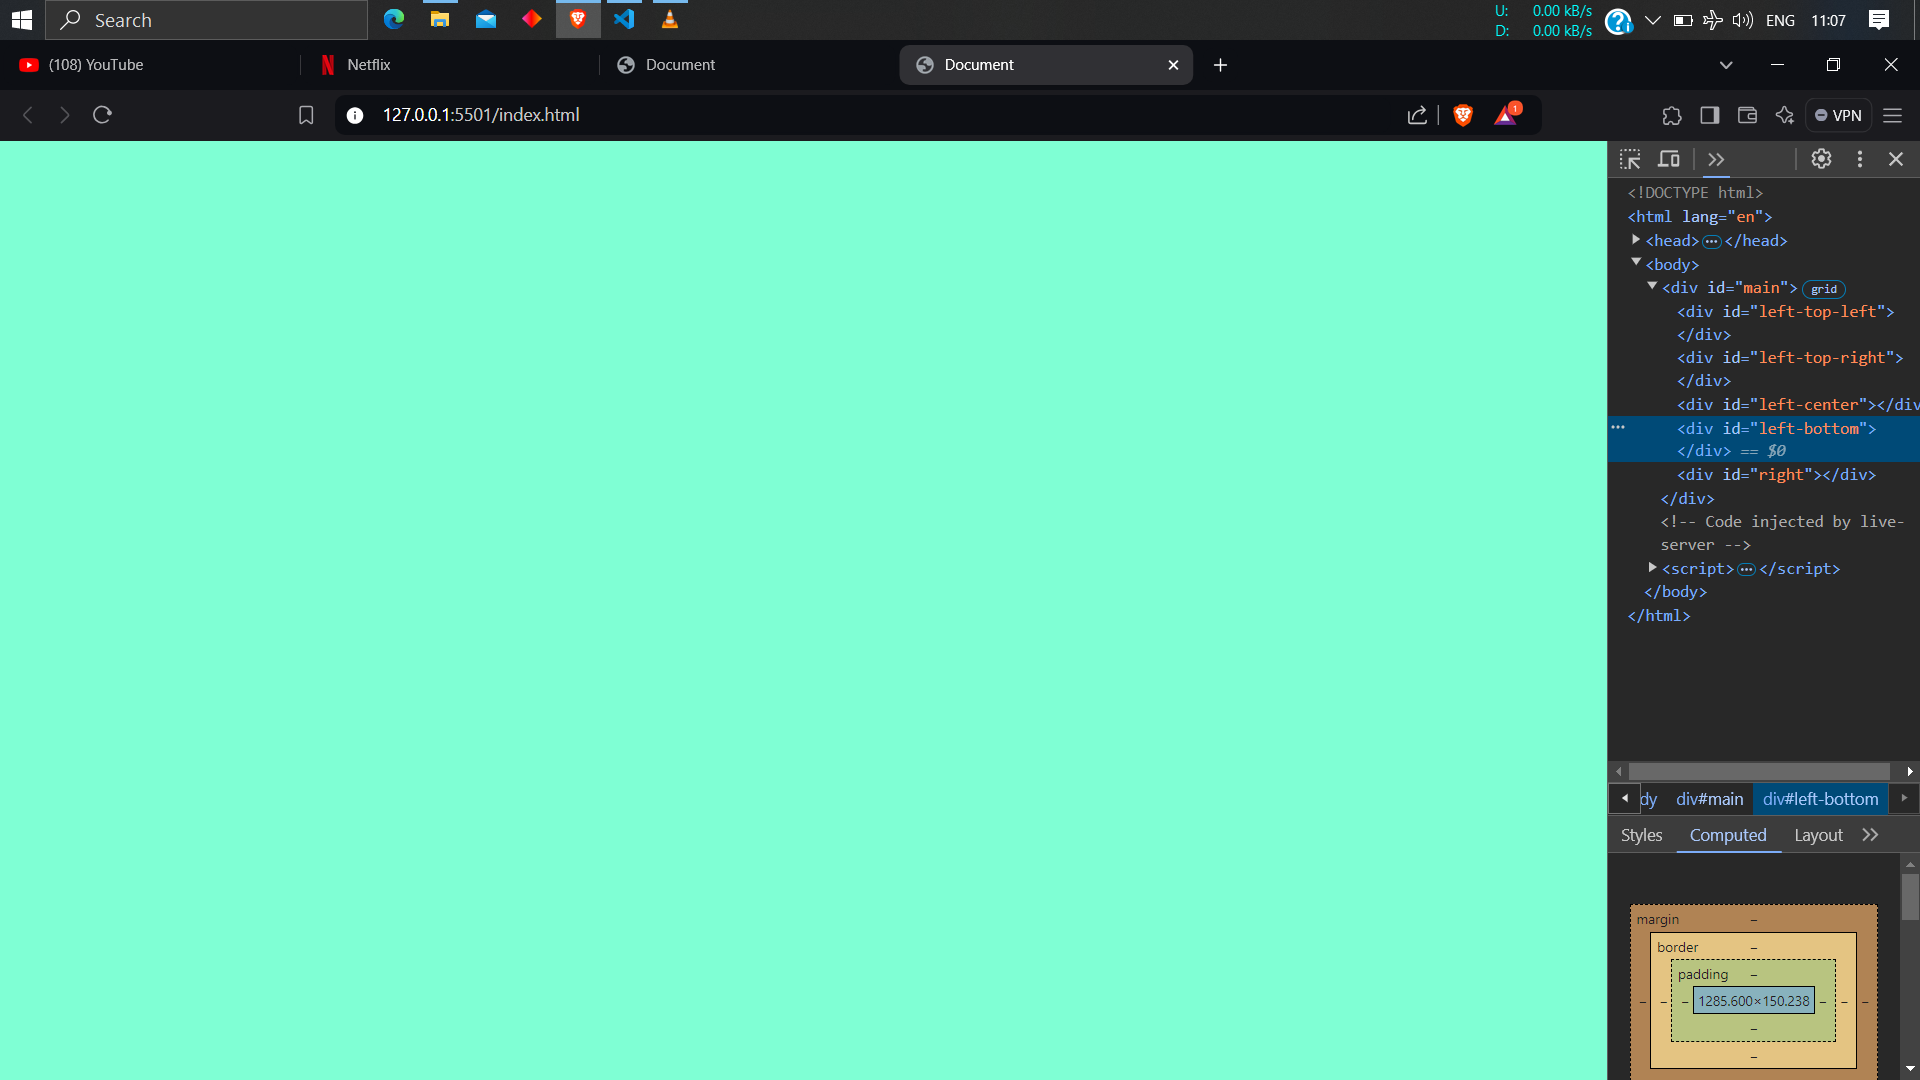 Search
U: 0.00 kB/s
D: 0.00 kB/s
ENG
11:07
(108) YouTube
Netflix
Document
Document
127.0.0.1:5501/index.html
1
VPN
<!DOCTYPE html>
<html lang="en">
<head>…</head>
<body>
<div id="main"> grid
<div id="left-top-left">
</div>
<div id="left-top-right">
</div>
<div id="left-center"></div
<div id="left-bottom">
</div> == $0
<div id="right"></div>
</div>
<!-- Code injected by live-
server -->
<script>…</script>
</body>
</html>
dy div#main div#left-bottom
Styles Computed Layout
margin –
border –
padding –
– – – 1285.600×150.238 – – –
–
–